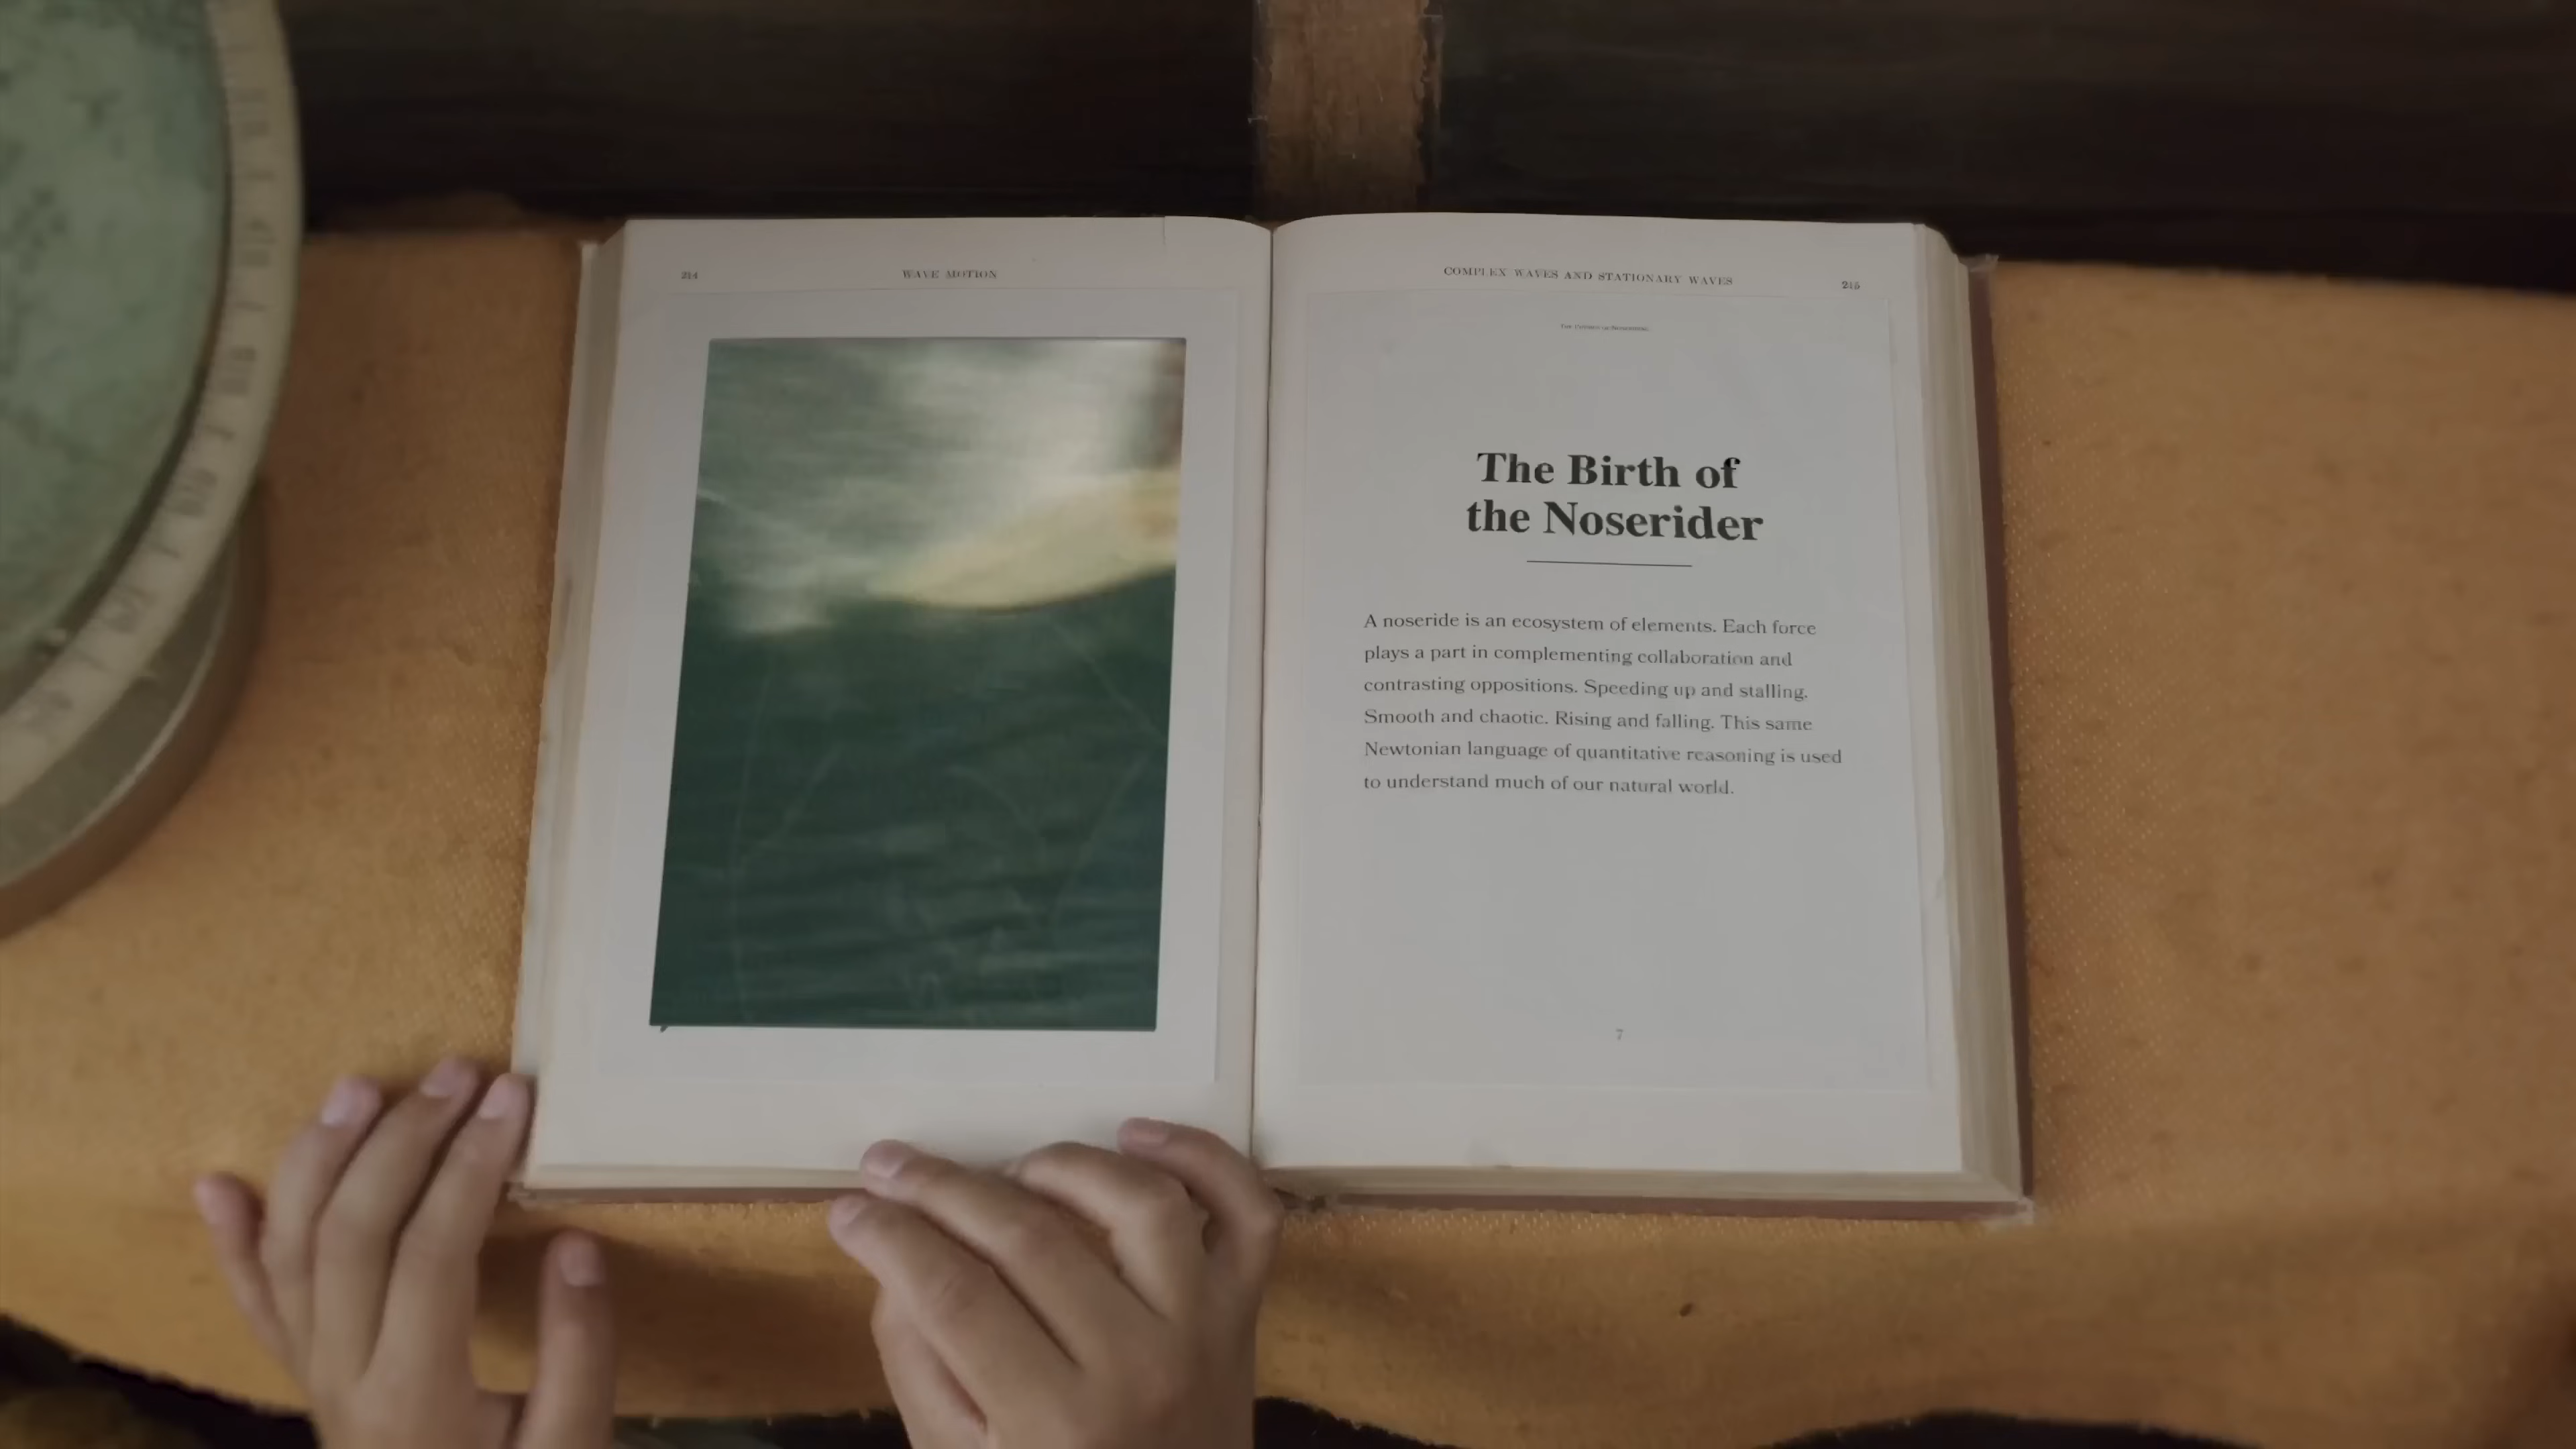 214
WAVE MOTION
COMPLEX WAVES AND STATIONARY WAVES
215
The Birth of
the Noserider
A noseride is an ecosystem of elements. Each force
plays a part in complementing collaboration and
contrasting oppositions. Speeding up and stalling.
Smooth and chaotic. Rising and falling. This same
Newtonian language of quantitative reasoning is used
to understand much of our natural world.
7